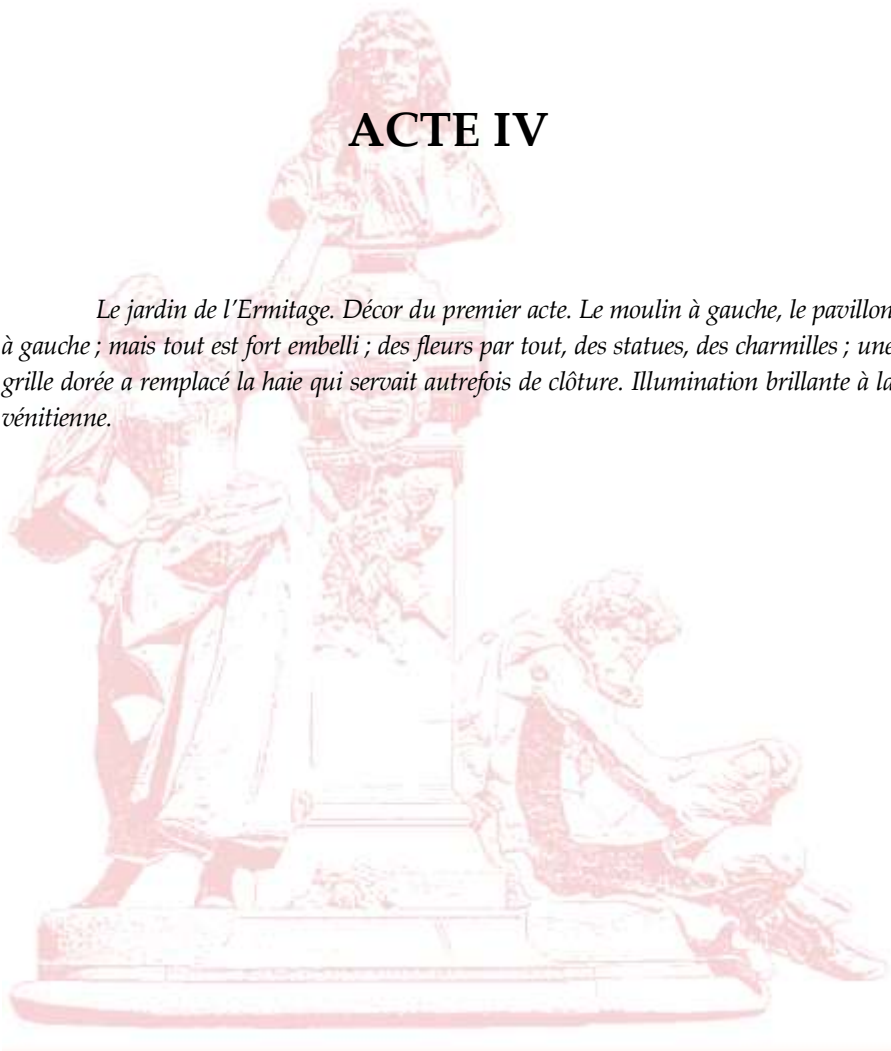 ACTE IV
Le jardin de l’Ermitage. Décor du premier acte. Le moulin à gauche, le pavillon
à gauche ; mais tout est fort embelli ; des fleurs par tout, des statues, des charmilles ; une
grille dorée a remplacé la haie qui servait autrefois de clôture. Illumination brillante à la
vénitienne.